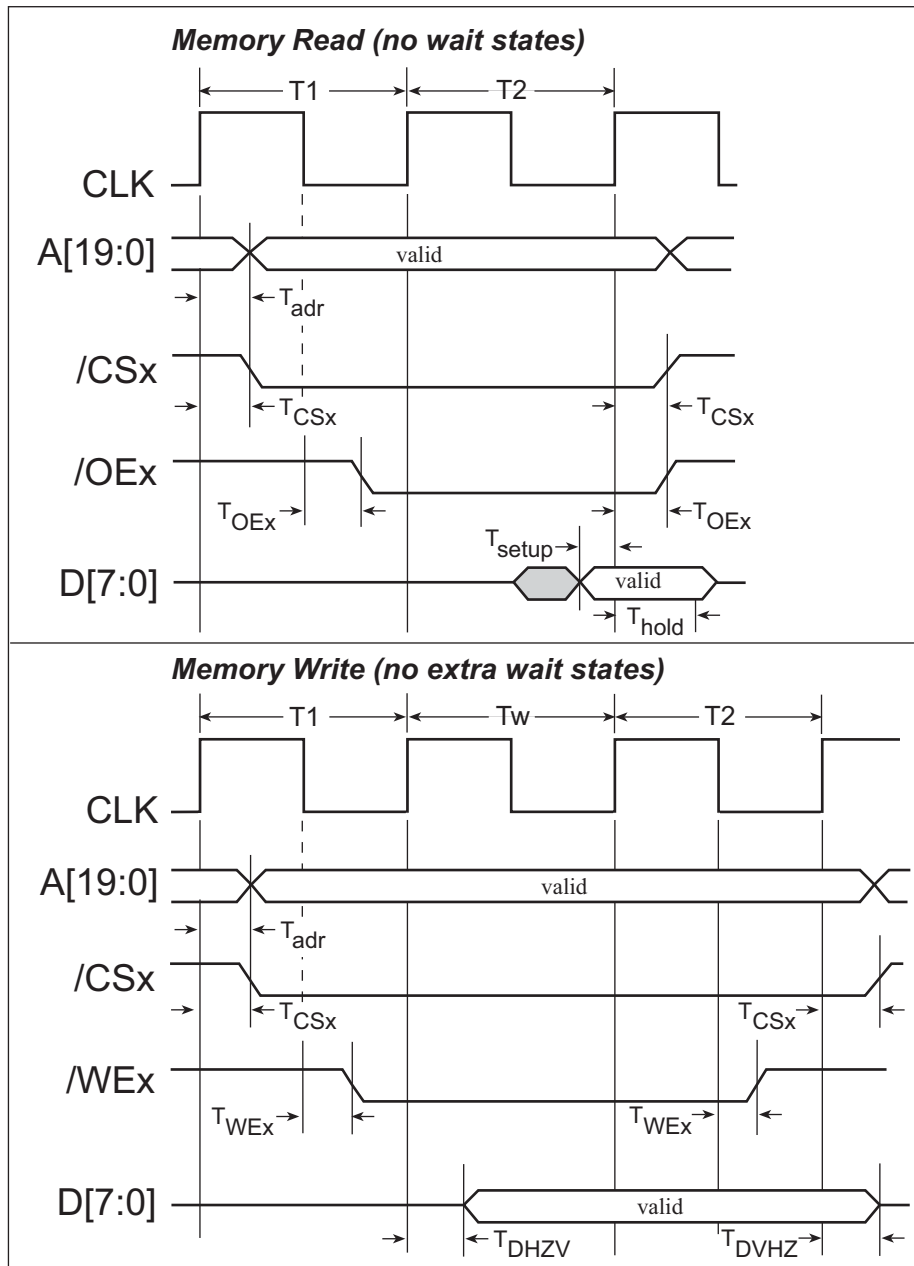 Memory Read (no wait states)
T1 T2
CLK
A[19:0] valid
Tadr
/CSx
TCSx TCSx
/OEx
TOEx TOEx
Tsetup
D[7:0] valid
Thold
Memory Write (no extra wait states)
T1 Tw T2
CLK
A[19:0] valid
Tadr
/CSx
TCSx TCSx
/WEx
TWEx TWEx
D[7:0] valid
TDHZV TDVHZ